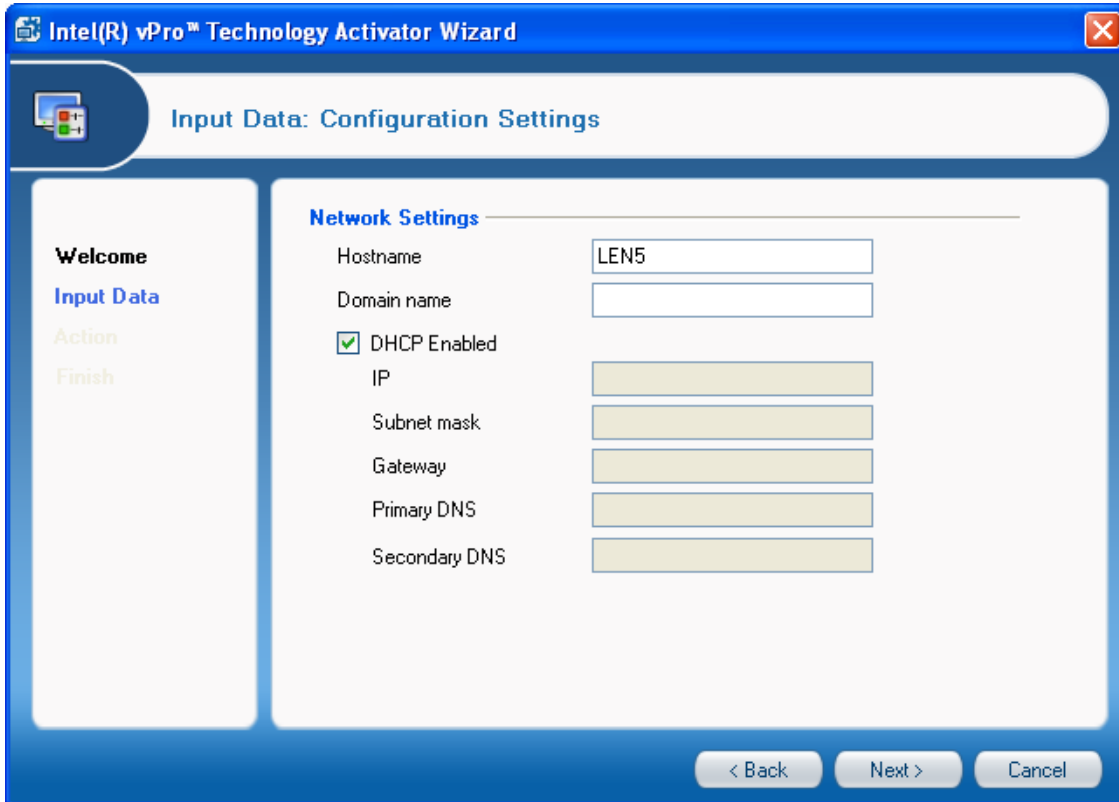 Intel(R) vPro™ Technology Activator Wizard
Input Data: Configuration Settings
Welcome
Input Data
Action
Finish
Network Settings
Hostname LEN5
Domain name
DHCP Enabled
IP
Subnet mask
Gateway
Primary DNS
Secondary DNS
< Back Next > Cancel